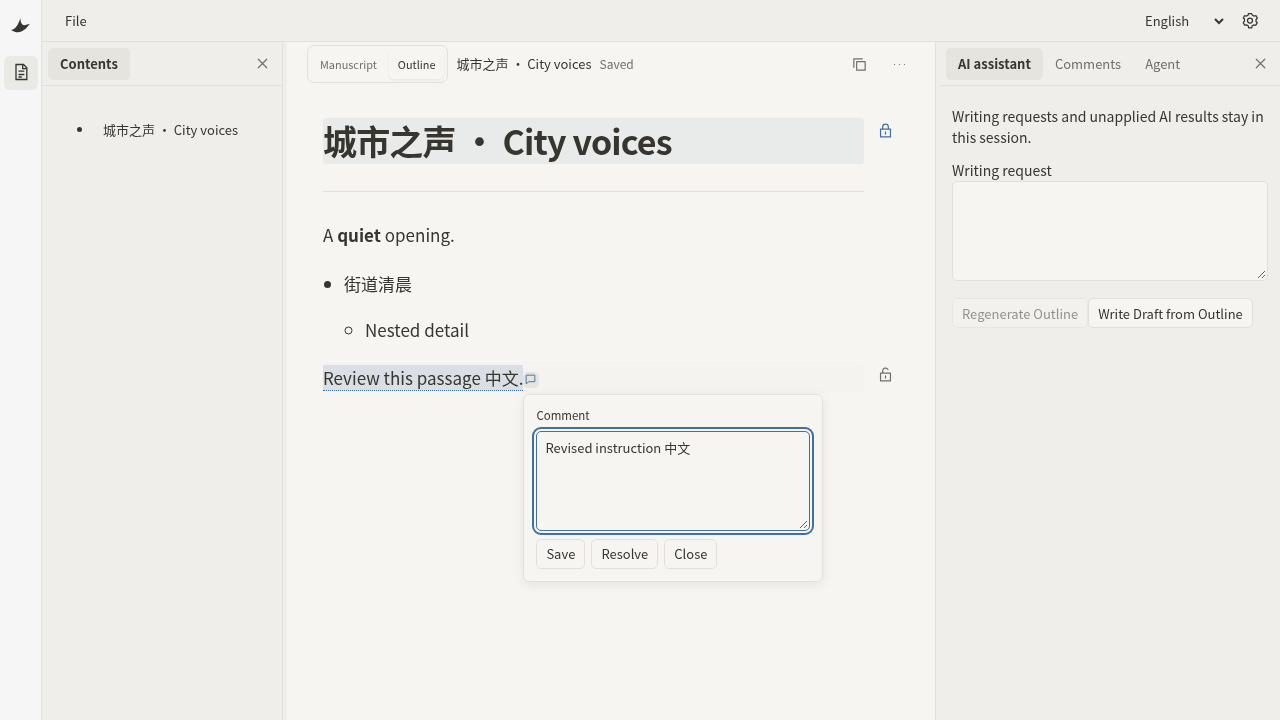 File
English
Contents
城市之声 · City voices
Manuscript
Outline
城市之声 · City voices
Saved
···
城市之声 · City voices
A quiet opening.
街道清晨
Nested detail
Review this passage 中文.
Comment
Revised instruction 中文
Save
Resolve
Close
AI assistant
Comments
Agent
Writing requests and unapplied AI results stay in
this session.
Writing request
Regenerate Outline
Write Draft from Outline